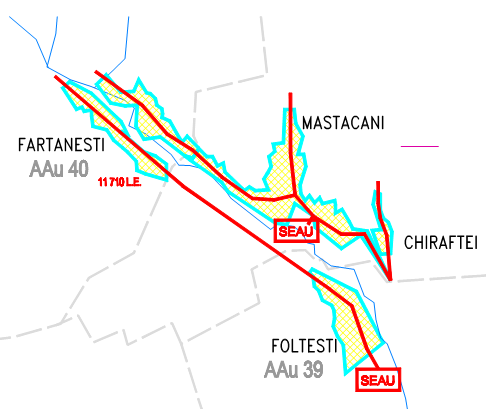 MASTACANI
FARTANESTI
AAu 40
11710 L.E.
SEAU
CHIRAFTEI
FOLTESTI
AAu 39
SEAU